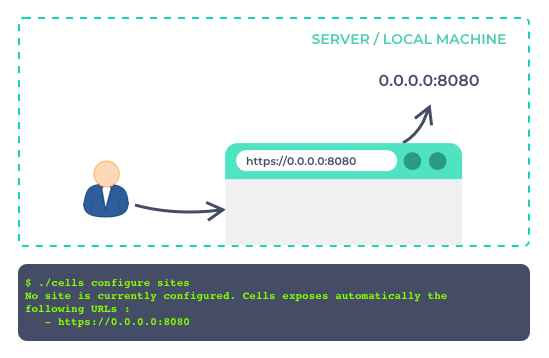 SERVER / LOCAL MACHINE
0.0.0.0:8080
https://0.0.0.0:8080
$ ./cells configure sites
No site is currently configured. Cells exposes automatically the
following URLs :
- https://0.0.0.0:8080